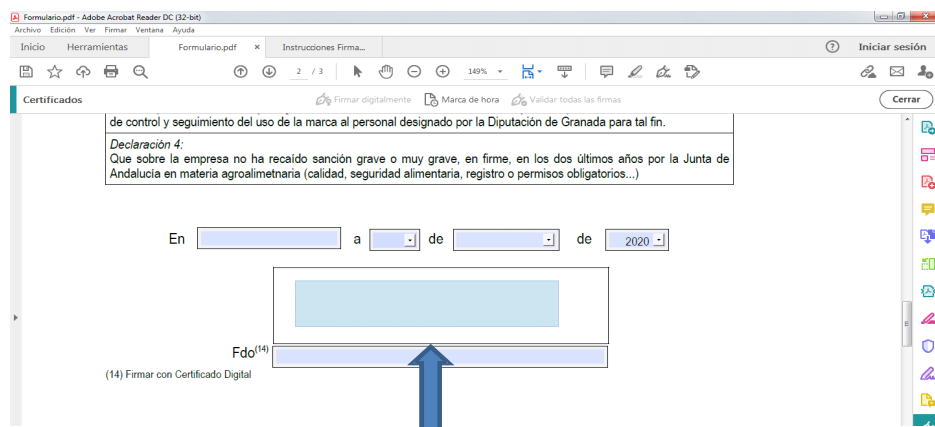 Formulario.pdf - Adobe Acrobat Reader DC (32-bit)
Archivo Edición Ver Firmar Ventana Ayuda
Inicio Herramientas Formulario.pdf × Instrucciones Firma... Iniciar sesión
2 / 3 149%
Certificados Firmar digitalmente Marca de hora Validar todas las firmas Cerrar
de control y seguimiento del uso de la marca al personal designado por la Diputación de Granada para tal fin.
Declaración 4:
Que sobre la empresa no ha recaído sanción grave o muy grave, en firme, en los dos últimos años por la Junta de
Andalucía en materia agroalimetnaria (calidad, seguridad alimentaria, registro o permisos obligatorios...)
En a de de 2020
Fdo(14)
(14) Firmar con Certificado Digital